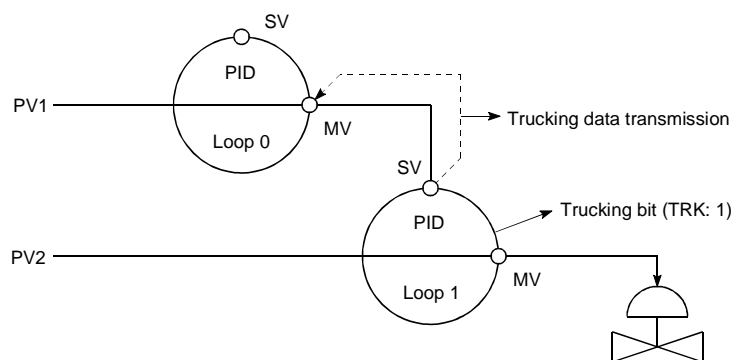 SV
PID
PV1
MV
Loop 0
Trucking data transmission
SV
PID
Trucking bit (TRK: 1)
PV2
MV
Loop 1